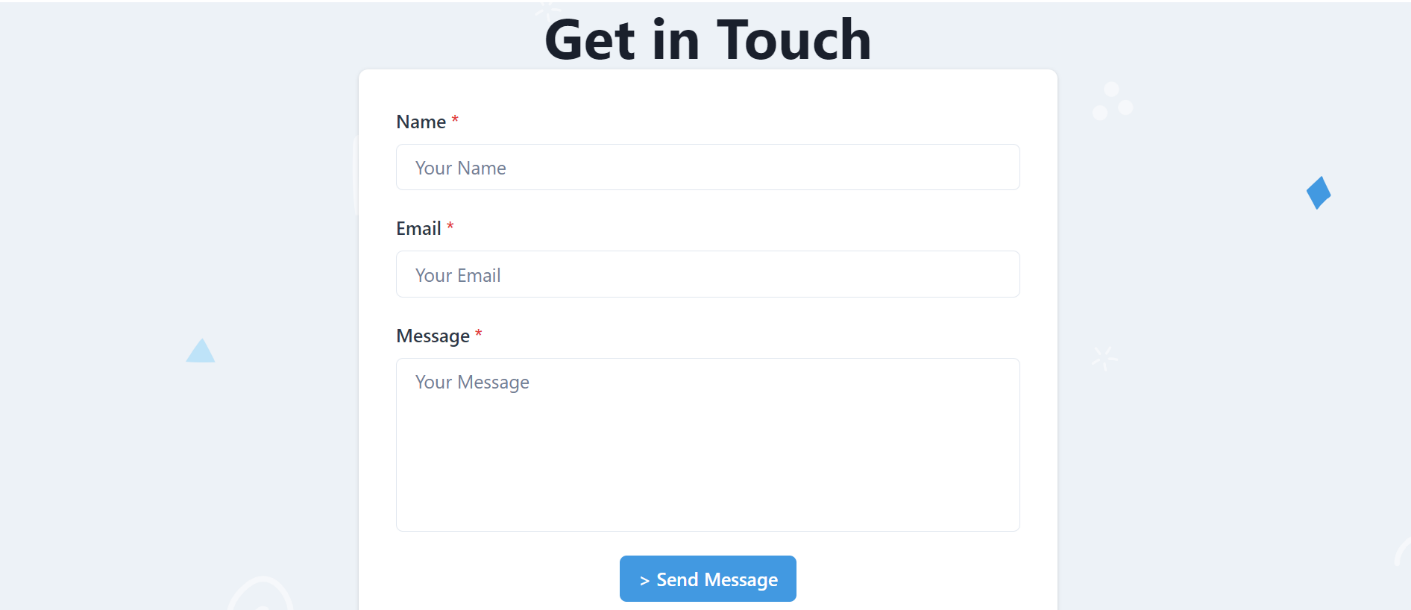 Get in Touch
Name *
Your Name
Email *
Your Email
Message *
Your Message
> Send Message